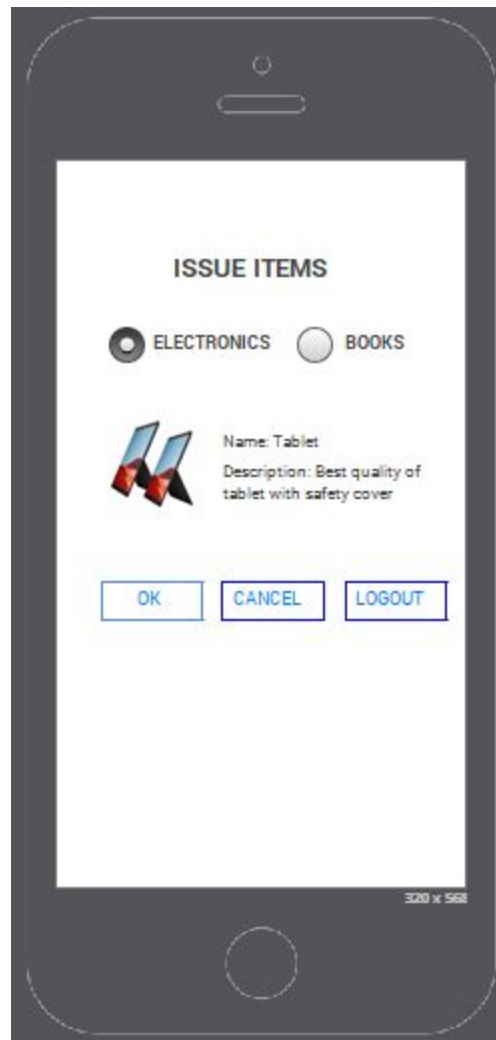 ISSUE ITEMS
ELECTRONICS BOOKS
Name: Tablet
Description: Best quality of
tablet with safety cover
OK CANCEL LOGOUT
320 x 568